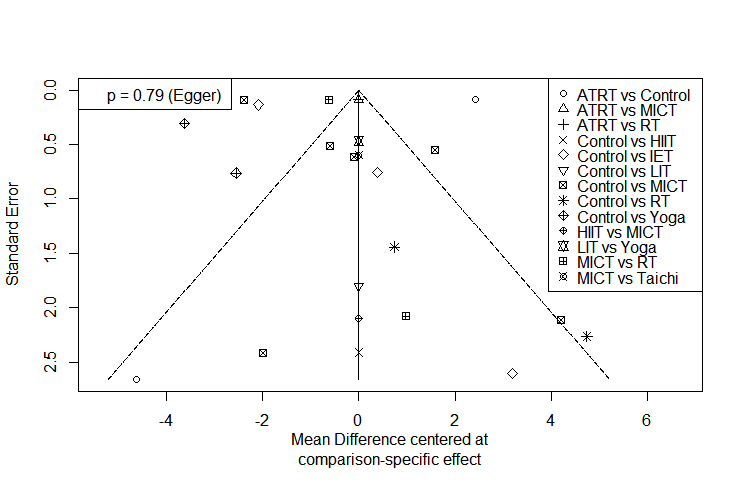 p = 0.79 (Egger)
ATRT vs Control
ATRT vs MICT
ATRT vs RT
Control vs HIIT
Control vs IET
Control vs LIT
Control vs MICT
Control vs RT
Control vs Yoga
HIIT vs MICT
LIT vs Yoga
MICT vs RT
MICT vs Taichi
Standard Error
0.0
0.5
1.0
1.5
2.0
2.5
-4 -2 0 2 4 6
Mean Difference centered at
comparison-specific effect